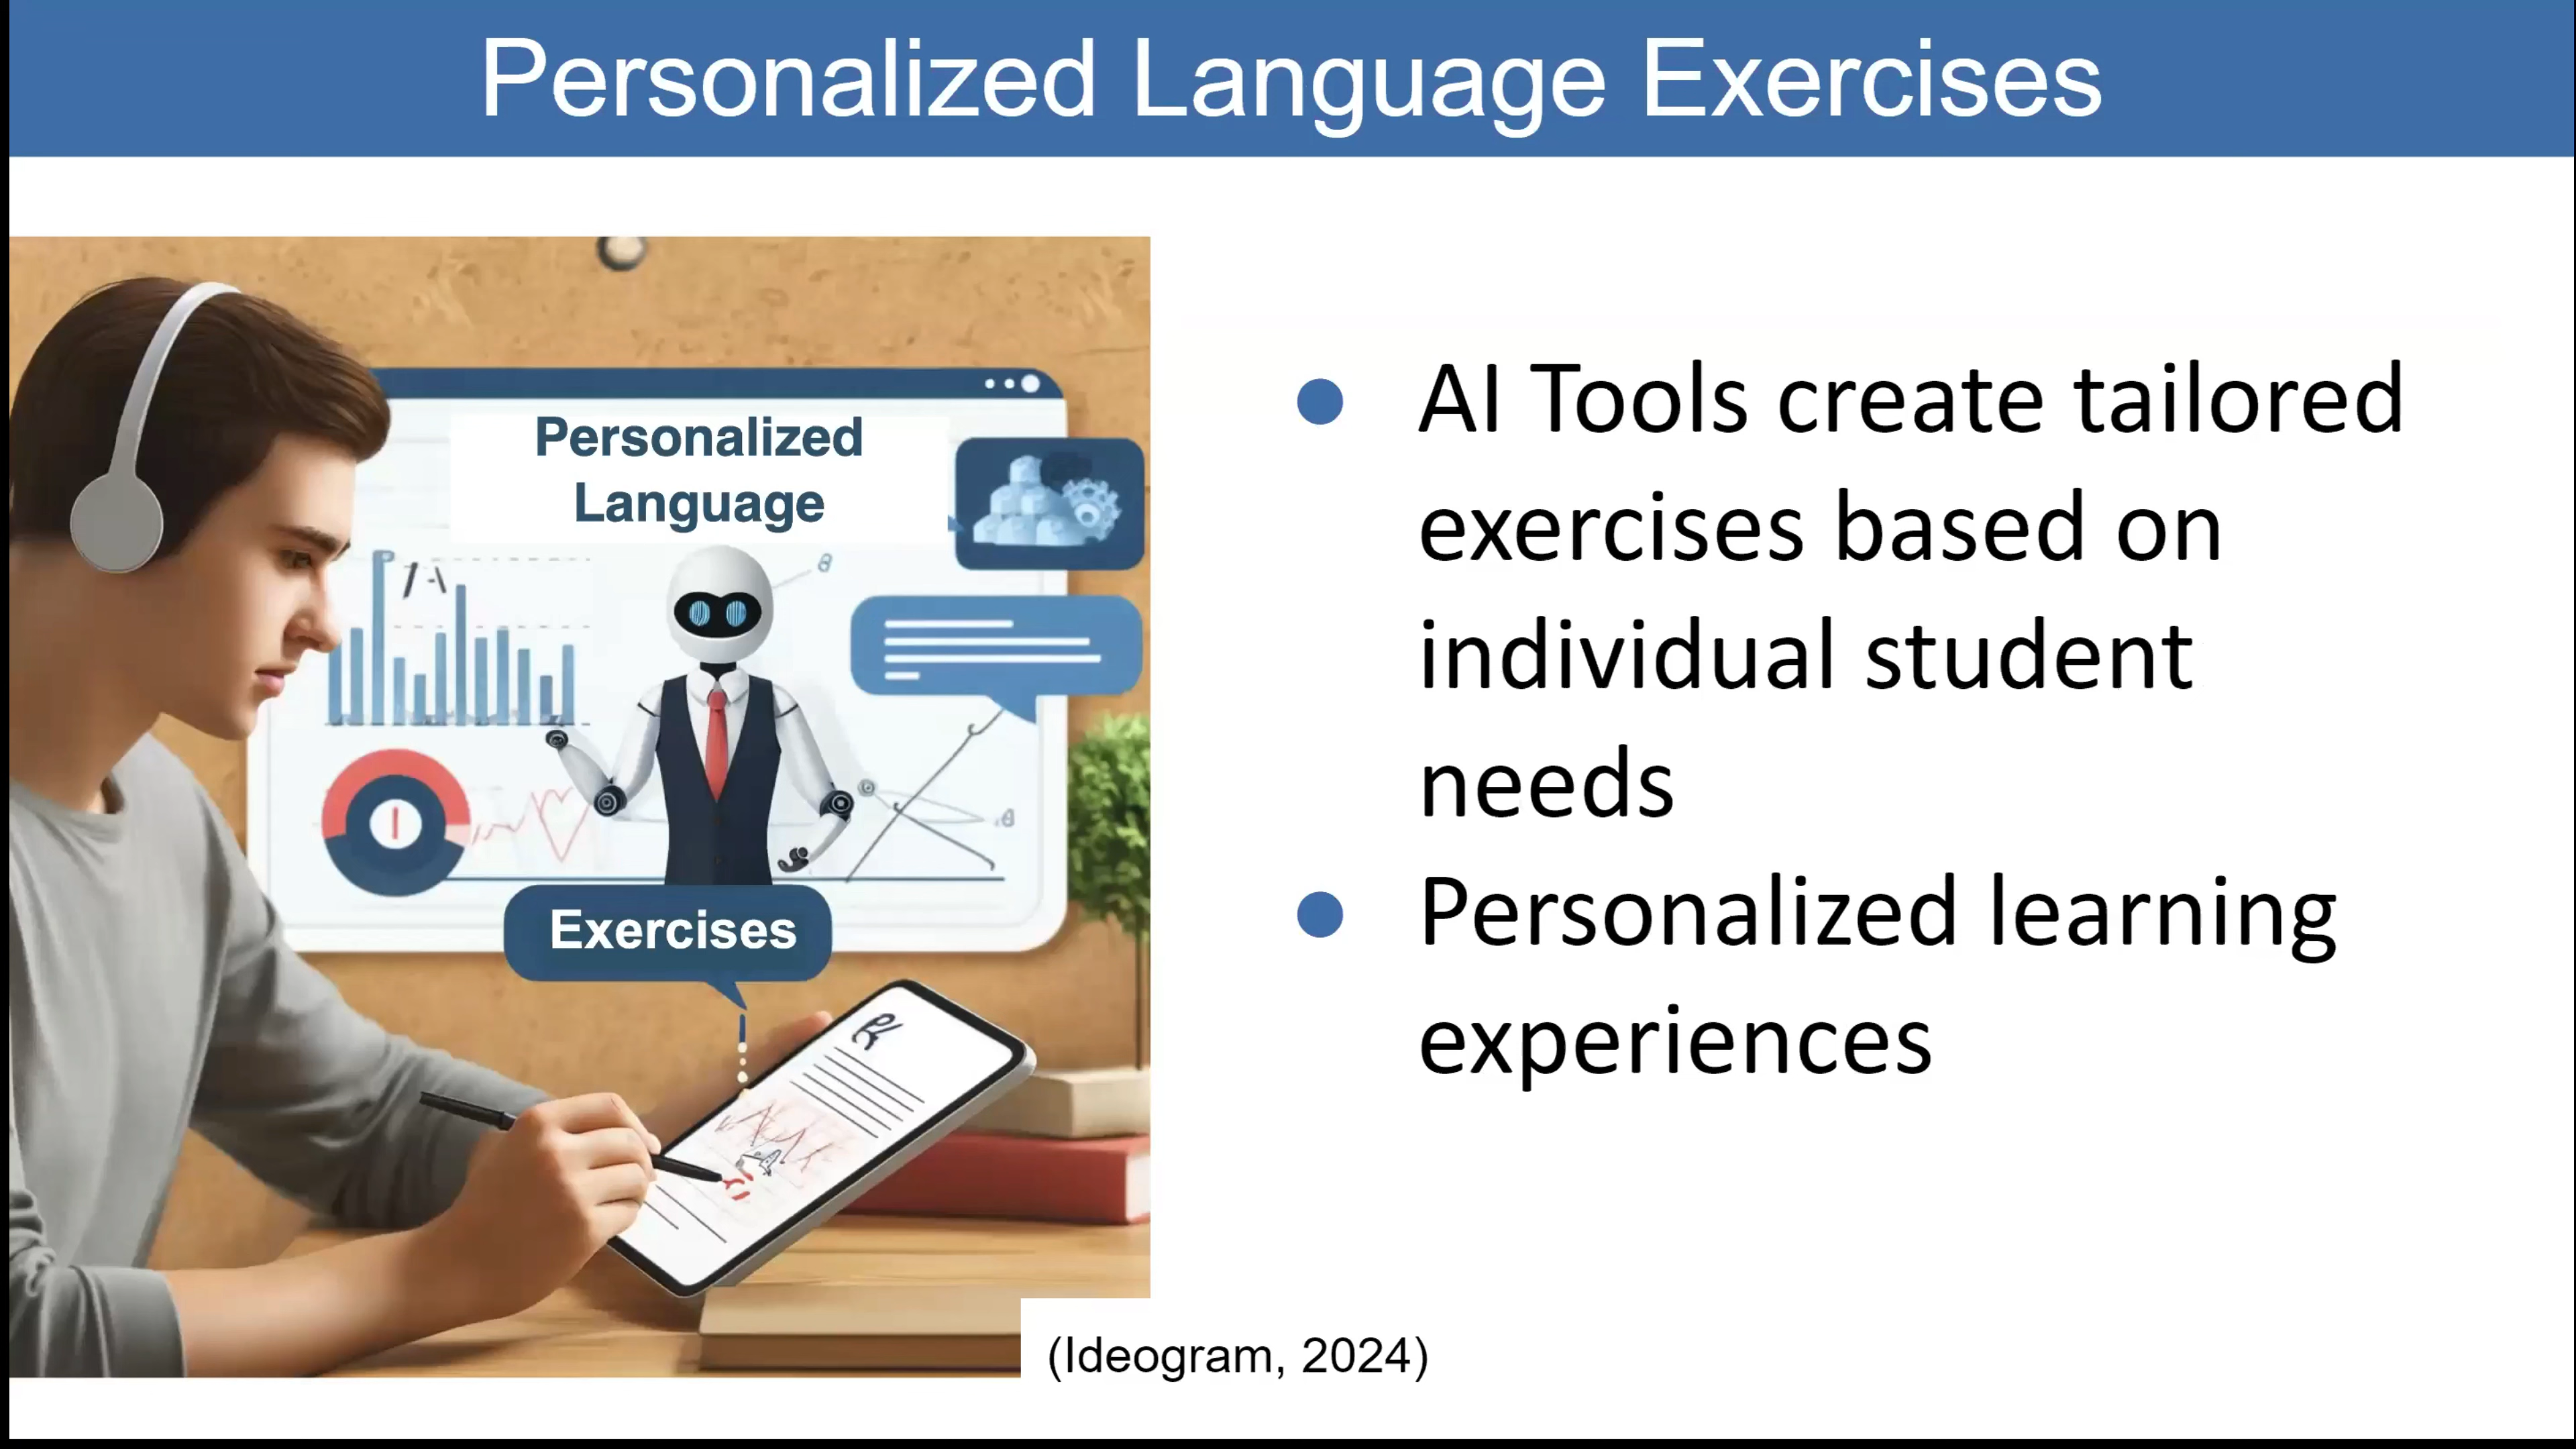 Personalized Language Exercises
Personalized
Language
Exercises
● AI Tools create tailored
exercises based on
individual student
needs
● Personalized learning
experiences
(Ideogram, 2024)